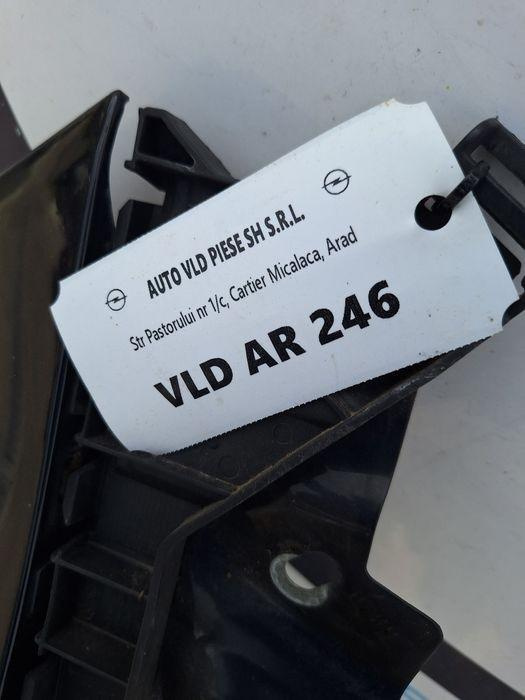 AUTO VLD PIESE SH S.R.L.
Str Pastorului nr 1/c, Cartier Micalaca, Arad
VLD AR 246